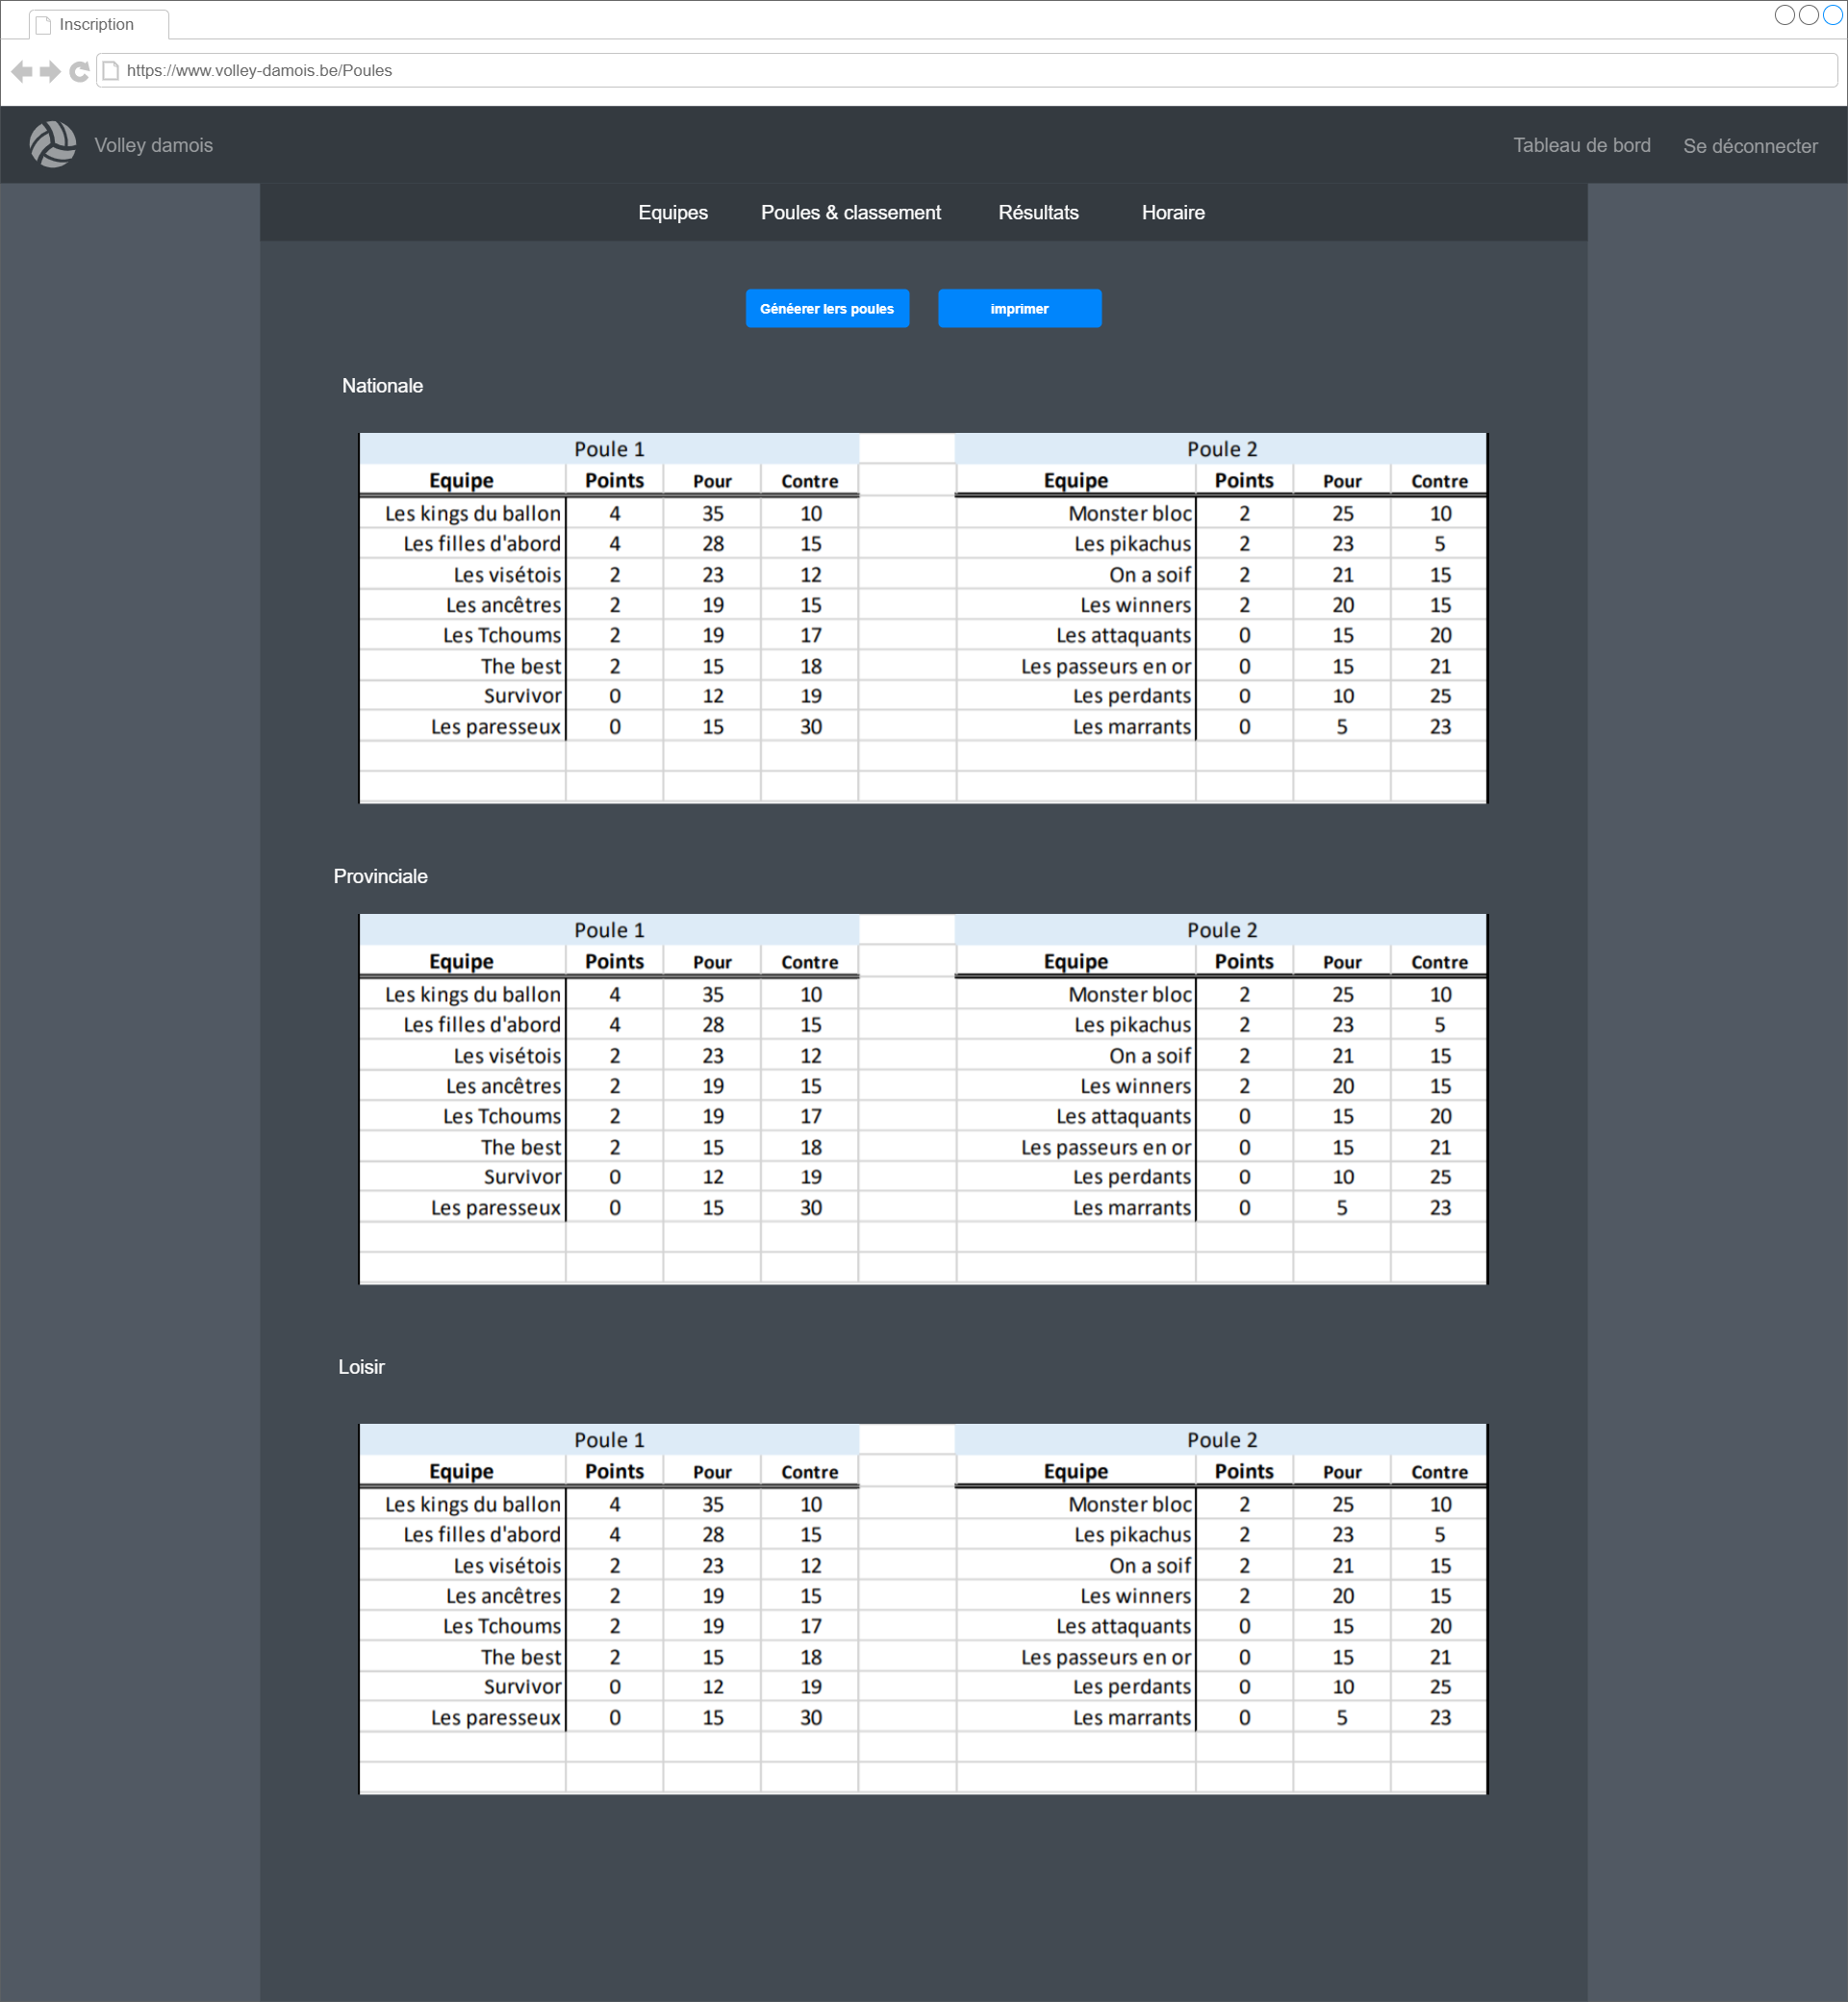 Inscription
https://www.volley-damois.be/Poules
Volley damois Tableau de bord Se déconnecter
Equipes Poules & classement Résultats Horaire
Généerer lers poules imprimer
Nationale
Poule 1 Poule 2
Equipe Points Pour Contre Equipe Points Pour Contre
Les kings du ballon 4 35 10 Monster bloc 2 25 10
Les filles d'abord 4 28 15 Les pikachus 2 23 5
Les visétois 2 23 12 On a soif 2 21 15
Les ancêtres 2 19 15 Les winners 2 20 15
Les Tchoums 2 19 17 Les attaquants 0 15 20
The best 2 15 18 Les passeurs en or 0 15 21
Survivor 0 12 19 Les perdants 0 10 25
Les paresseux 0 15 30 Les marrants 0 5 23
Provinciale
Poule 1 Poule 2
Equipe Points Pour Contre Equipe Points Pour Contre
Les kings du ballon 4 35 10 Monster bloc 2 25 10
Les filles d'abord 4 28 15 Les pikachus 2 23 5
Les visétois 2 23 12 On a soif 2 21 15
Les ancêtres 2 19 15 Les winners 2 20 15
Les Tchoums 2 19 17 Les attaquants 0 15 20
The best 2 15 18 Les passeurs en or 0 15 21
Survivor 0 12 19 Les perdants 0 10 25
Les paresseux 0 15 30 Les marrants 0 5 23
Loisir
Poule 1 Poule 2
Equipe Points Pour Contre Equipe Points Pour Contre
Les kings du ballon 4 35 10 Monster bloc 2 25 10
Les filles d'abord 4 28 15 Les pikachus 2 23 5
Les visétois 2 23 12 On a soif 2 21 15
Les ancêtres 2 19 15 Les winners 2 20 15
Les Tchoums 2 19 17 Les attaquants 0 15 20
The best 2 15 18 Les passeurs en or 0 15 21
Survivor 0 12 19 Les perdants 0 10 25
Les paresseux 0 15 30 Les marrants 0 5 23